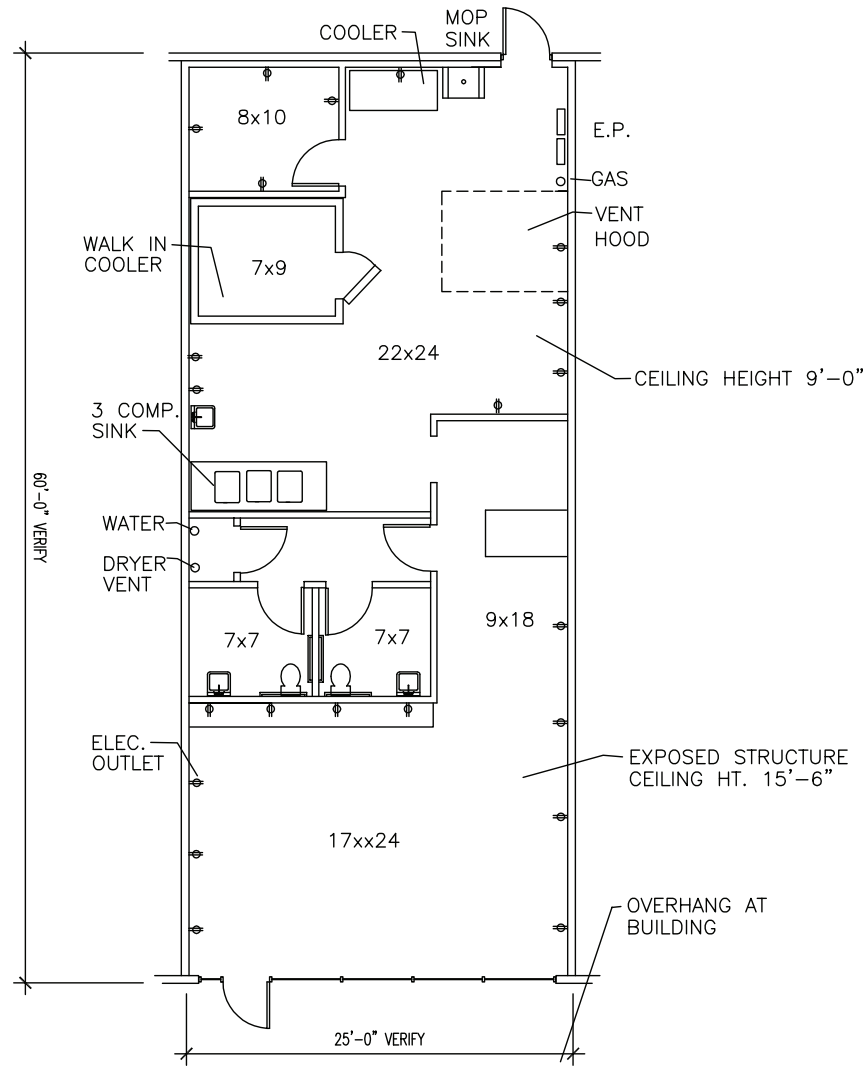 MOP
SINK
COOLER
8x10
E.P.
GAS
VENT
HOOD
WALK IN
COOLER
7x9
22x24
CEILING HEIGHT 9'-0"
3 COMP.
SINK
60'-0" VERIFY
WATER
DRYER
VENT
9x18
7x7
7x7
ELEC.
OUTLET
EXPOSED STRUCTURE
CEILING HT. 15'-6"
17xx24
OVERHANG AT
BUILDING
25'-0" VERIFY